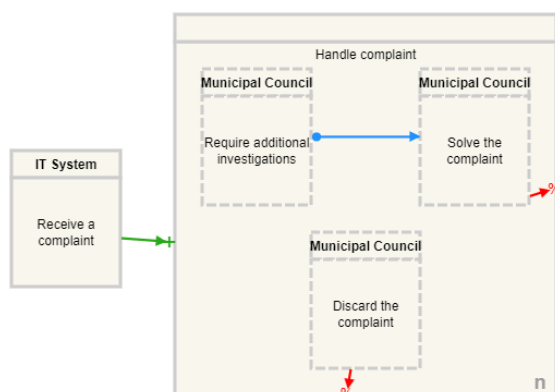 Handle complaint
Municipal Council
Municipal Council
Require additional
investigations
Solve the
complaint
%
IT System
Receive a
complaint
Municipal Council
Discard the
complaint
%
n